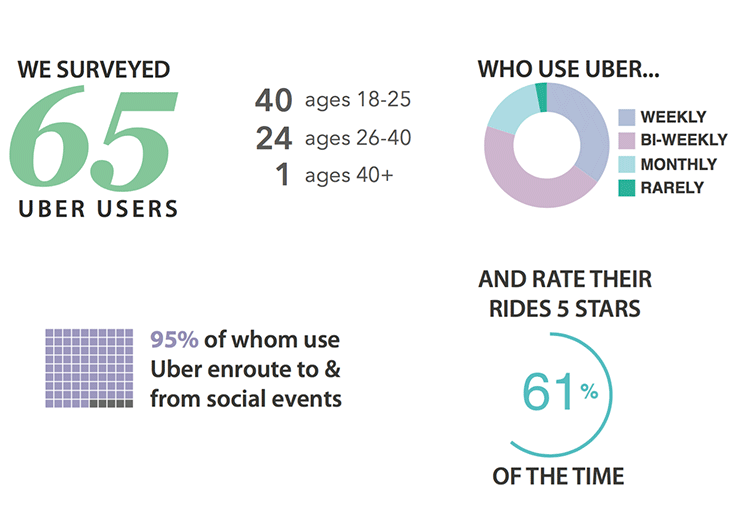 WE SURVEYED
65
UBER USERS
40 ages 18-25
24 ages 26-40
1 ages 40+
WHO USE UBER...
WEEKLY
BI-WEEKLY
MONTHLY
RARELY
95% of whom use
Uber enroute to &
from social events
AND RATE THEIR
RIDES 5 STARS
61%
OF THE TIME